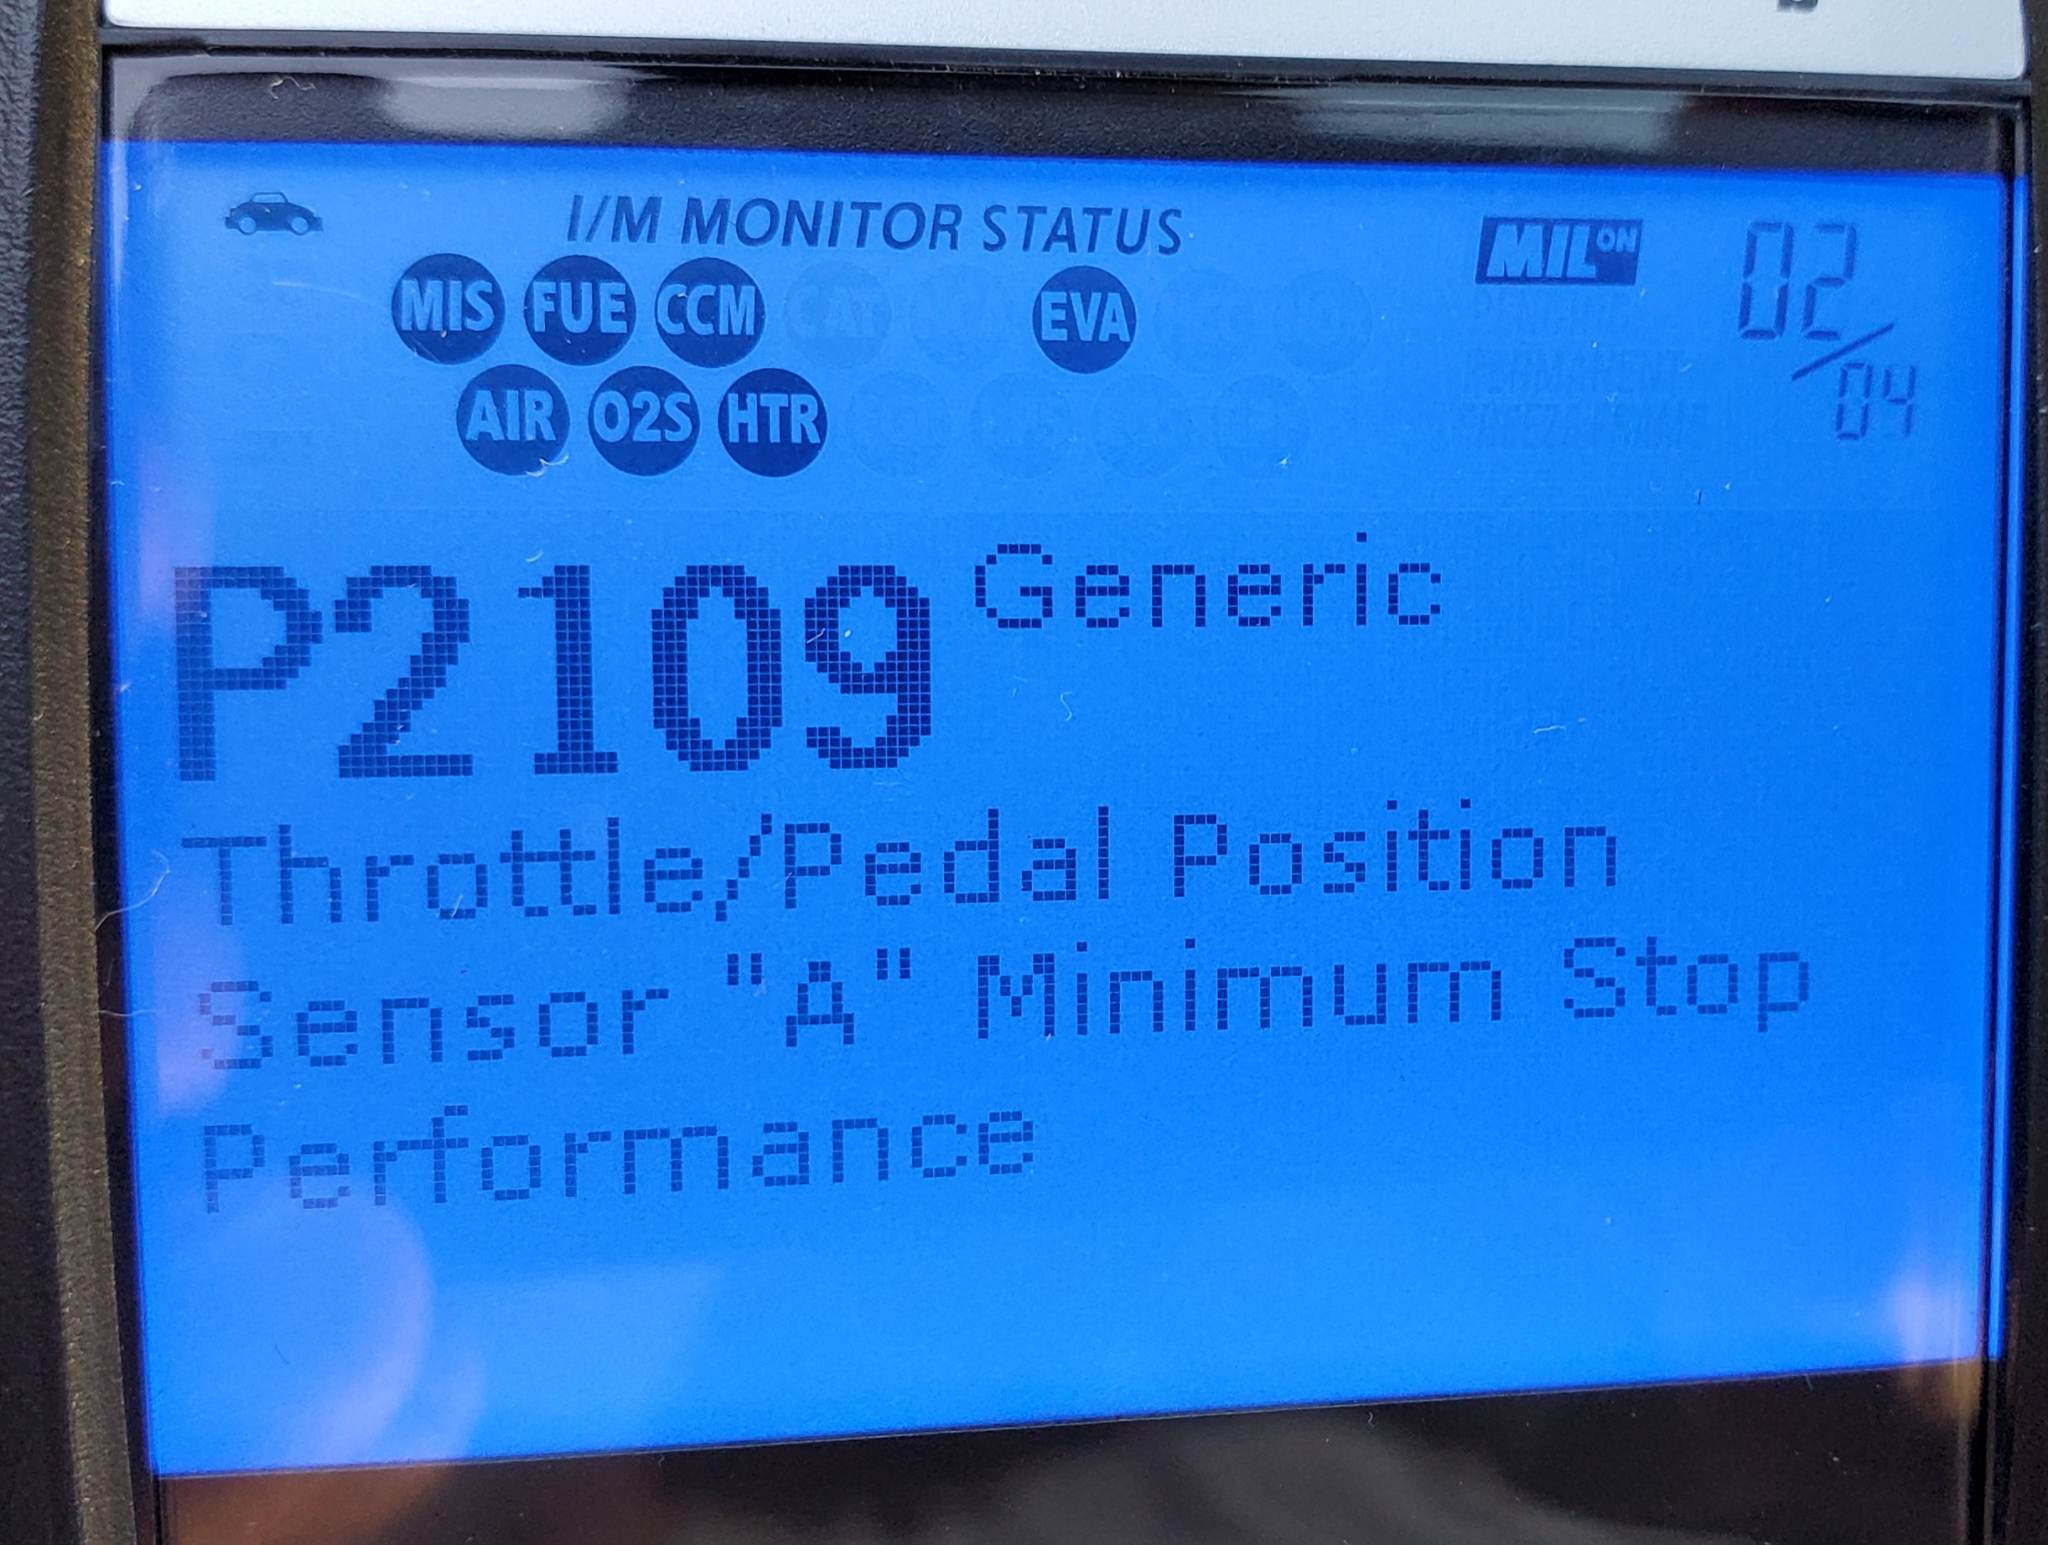 I/M MONITOR STATUS
MIL ON
02/04
MIS FUE CCM CAT EVA
AIR O2S HTR
P2109 Generic
Throttle/Pedal Position
Sensor "A" Minimum Stop
Performance